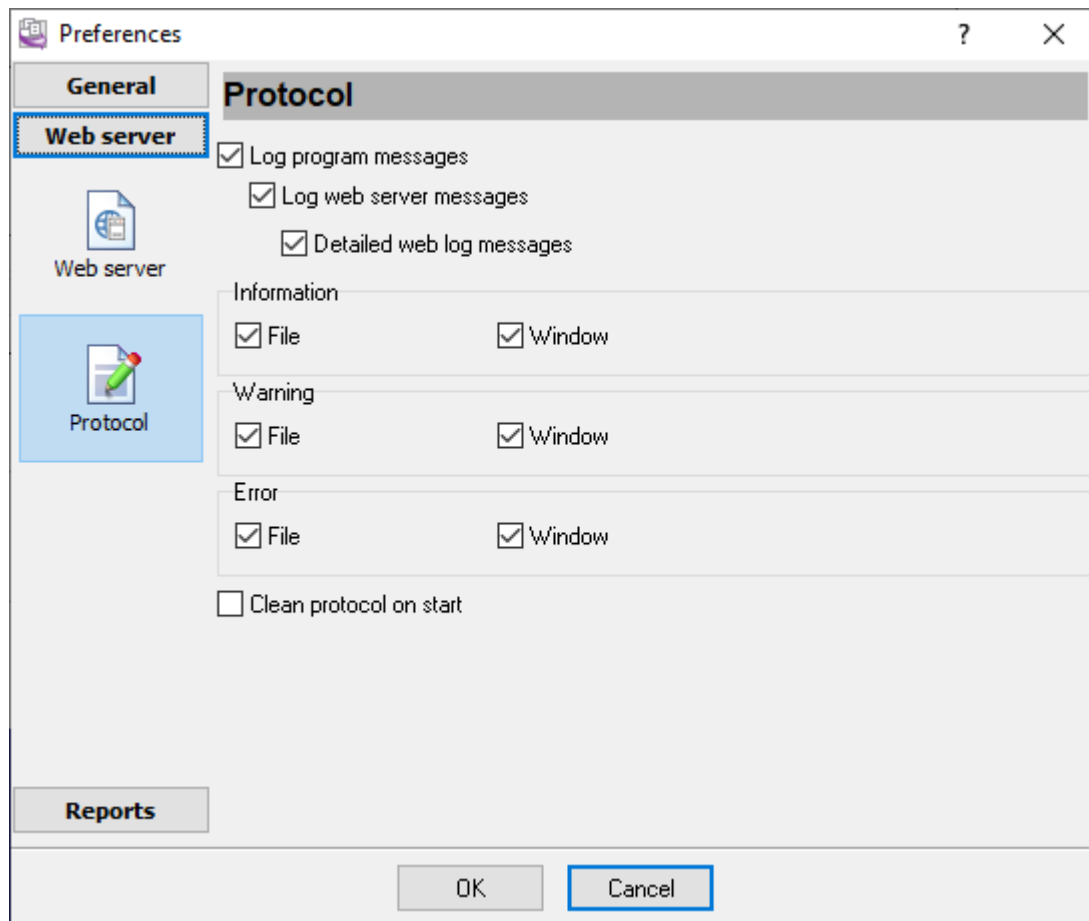 Preferences
?
General
Web server
Web server
Protocol
Reports
Protocol
Log program messages
Log web server messages
Detailed web log messages
Information
File Window
Warning
File Window
Error
File Window
Clean protocol on start
OK Cancel